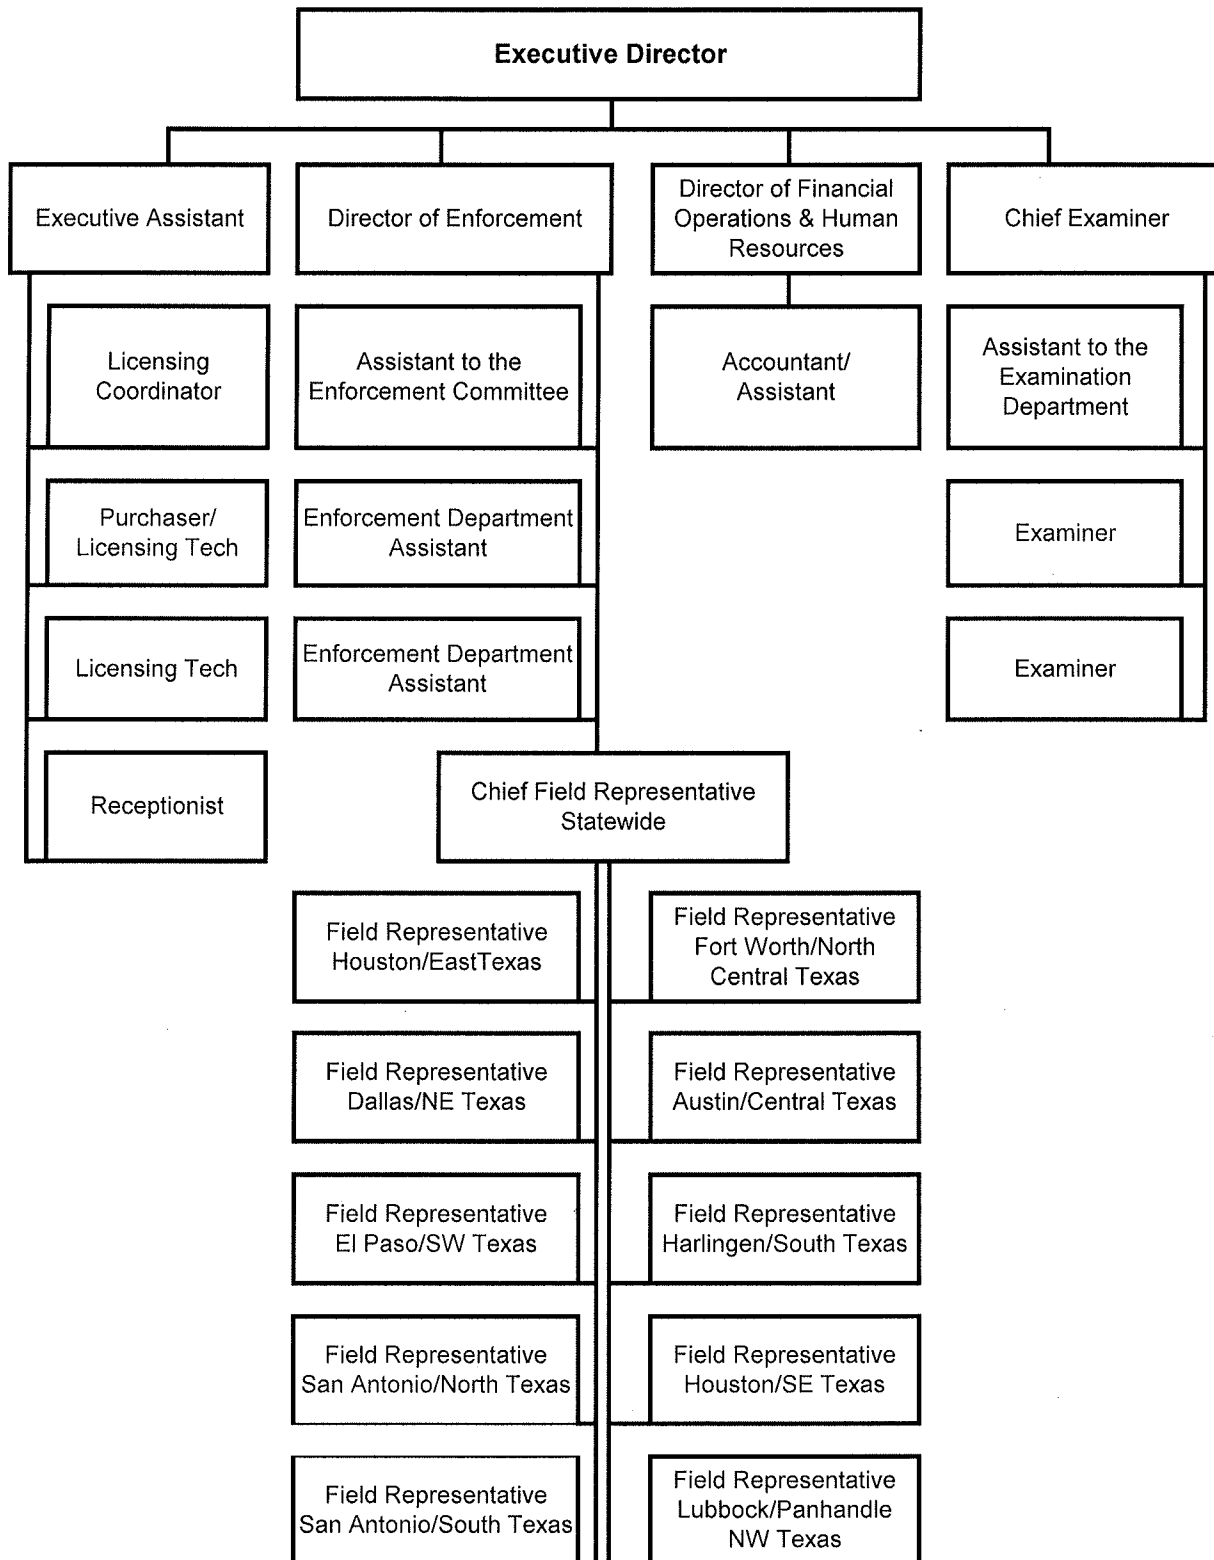 Executive Director
Executive Assistant
Director of Enforcement
Director of Financial
Operations & Human
Resources
Chief Examiner
Licensing
Coordinator
Assistant to the
Enforcement Committee
Accountant/
Assistant
Assistant to the
Examination
Department
Purchaser/
Licensing Tech
Enforcement Department
Assistant
Examiner
Licensing Tech
Enforcement Department
Assistant
Examiner
Receptionist
Chief Field Representative
Statewide
Field Representative
Houston/EastTexas
Field Representative
Fort Worth/North
Central Texas
Field Representative
Dallas/NE Texas
Field Representative
Austin/Central Texas
Field Representative
El Paso/SW Texas
Field Representative
Harlingen/South Texas
Field Representative
San Antonio/North Texas
Field Representative
Houston/SE Texas
Field Representative
San Antonio/South Texas
Field Representative
Lubbock/Panhandle
NW Texas